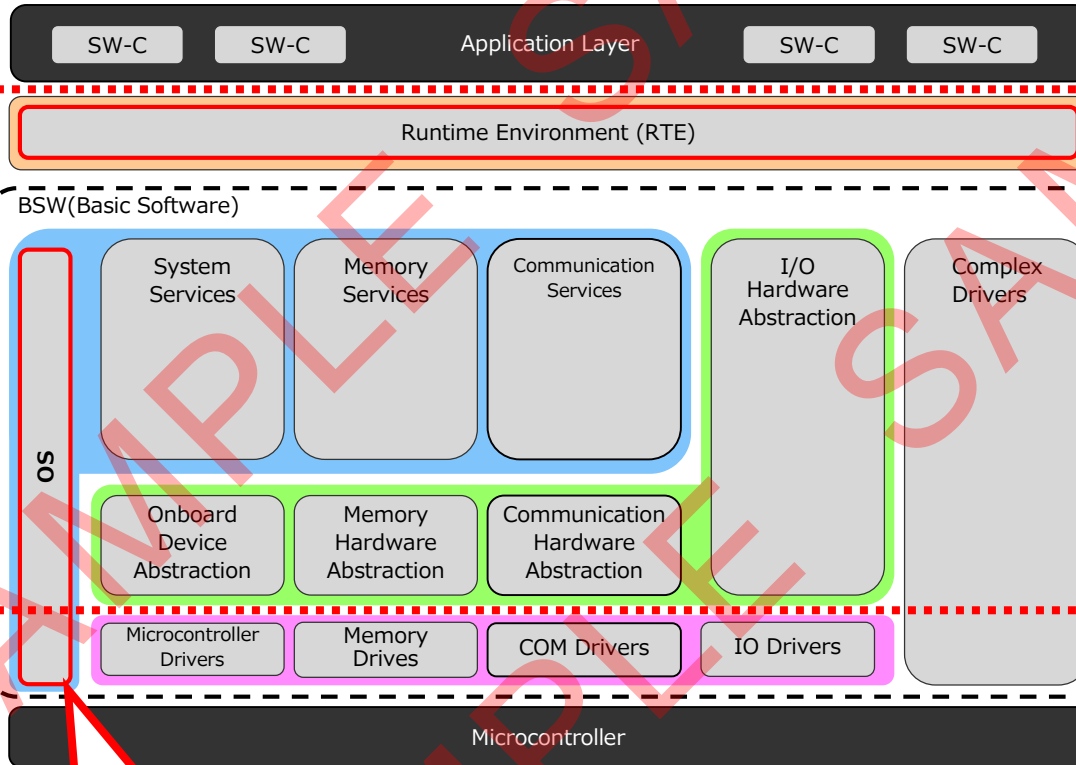 SW-C
SW-C
Application Layer
SW-C
SW-C
Runtime Environment (RTE)
BSW(Basic Software)
OS
System
Services
Memory
Services
Communication
Services
I/O
Hardware
Abstraction
Complex
Drivers
Onboard
Device
Abstraction
Memory
Hardware
Abstraction
Communication
Hardware
Abstraction
Microcontroller
Drivers
Memory
Drives
COM Drivers
IO Drivers
Microcontroller
SAMPLE SAMPLE
SAMPLE SAMPLE